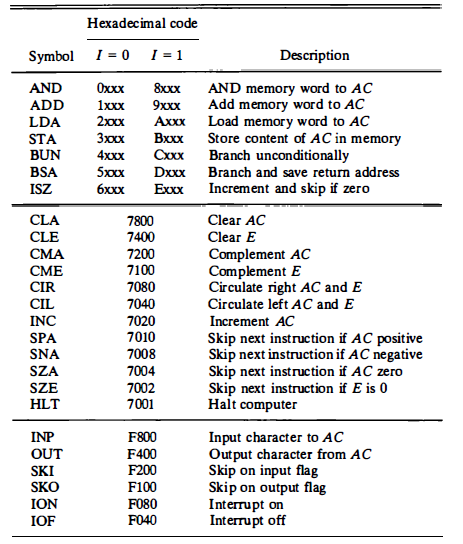 Hexadecimal code
Symbol I = 0 I = 1 Description
AND 0xxx 8xxx AND memory word to AC
ADD 1xxx 9xxx Add memory word to AC
LDA 2xxx Axxx Load memory word to AC
STA 3xxx Bxxx Store content of AC in memory
BUN 4xxx Cxxx Branch unconditionally
BSA 5xxx Dxxx Branch and save return address
ISZ 6xxx Exxx Increment and skip if zero
CLA 7800 Clear AC
CLE 7400 Clear E
CMA 7200 Complement AC
CME 7100 Complement E
CIR 7080 Circulate right AC and E
CIL 7040 Circulate left AC and E
INC 7020 Increment AC
SPA 7010 Skip next instruction if AC positive
SNA 7008 Skip next instruction if AC negative
SZA 7004 Skip next instruction if AC zero
SZE 7002 Skip next instruction if E is 0
HLT 7001 Halt computer
INP F800 Input character to AC
OUT F400 Output character from AC
SKI F200 Skip on input flag
SKO F100 Skip on output flag
ION F080 Interrupt on
IOF F040 Interrupt off